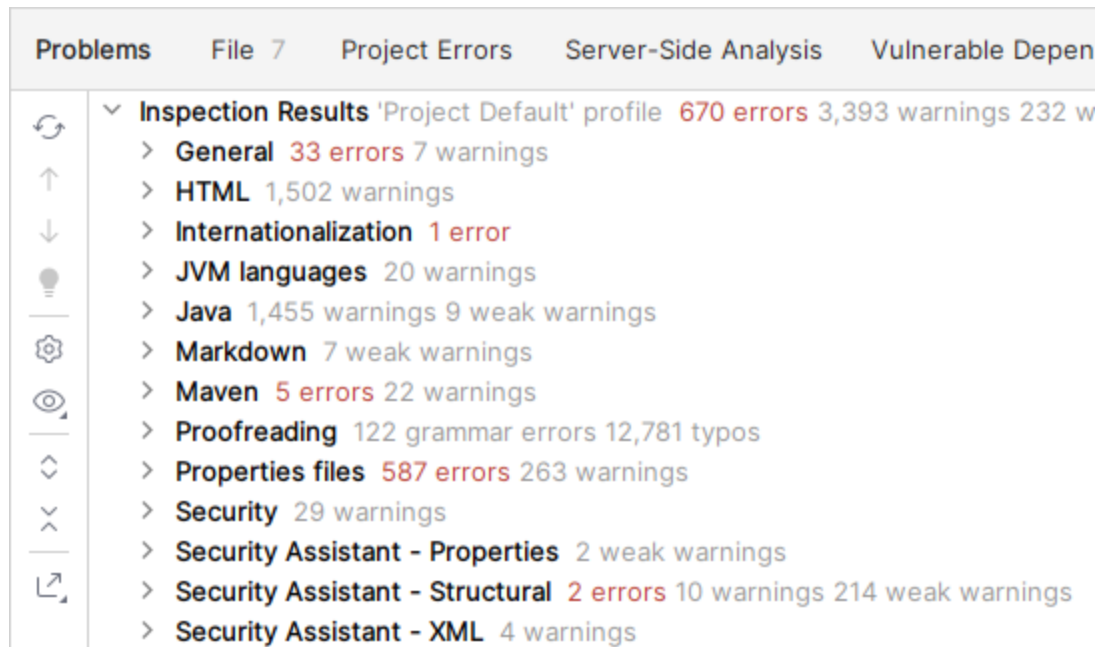 Problems File 7 Project Errors Server-Side Analysis Vulnerable Depen
Inspection Results 'Project Default' profile 670 errors 3,393 warnings 232 w
General 33 errors 7 warnings
HTML 1,502 warnings
Internationalization 1 error
JVM languages 20 warnings
Java 1,455 warnings 9 weak warnings
Markdown 7 weak warnings
Maven 5 errors 22 warnings
Proofreading 122 grammar errors 12,781 typos
Properties files 587 errors 263 warnings
Security 29 warnings
Security Assistant - Properties 2 weak warnings
Security Assistant - Structural 2 errors 10 warnings 214 weak warnings
Security Assistant - XML 4 warnings